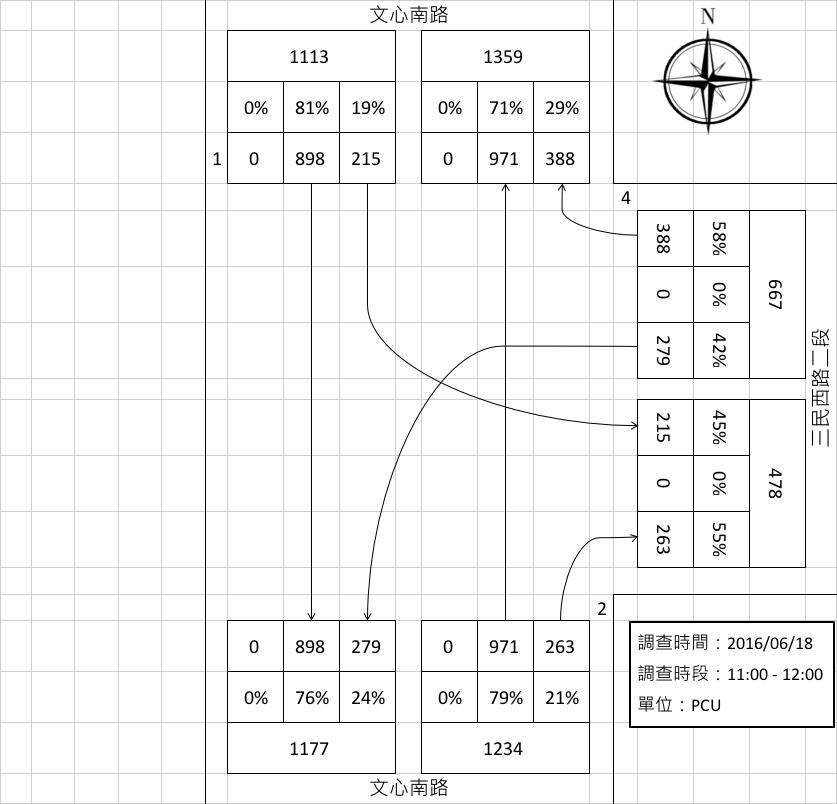 文心南路
N
1113
1359
0% 81% 19%
0% 71% 29%
1
0 898 215
0 971 388
4
388 58%
0 0%
279 42%
667
215 45%
0 0%
263 55%
478
三民西路二段
2
0 898 279
0 971 263
0% 76% 24%
0% 79% 21%
1177
1234
文心南路
調查時間：2016/06/18
調查時段：11:00 - 12:00
單位：PCU